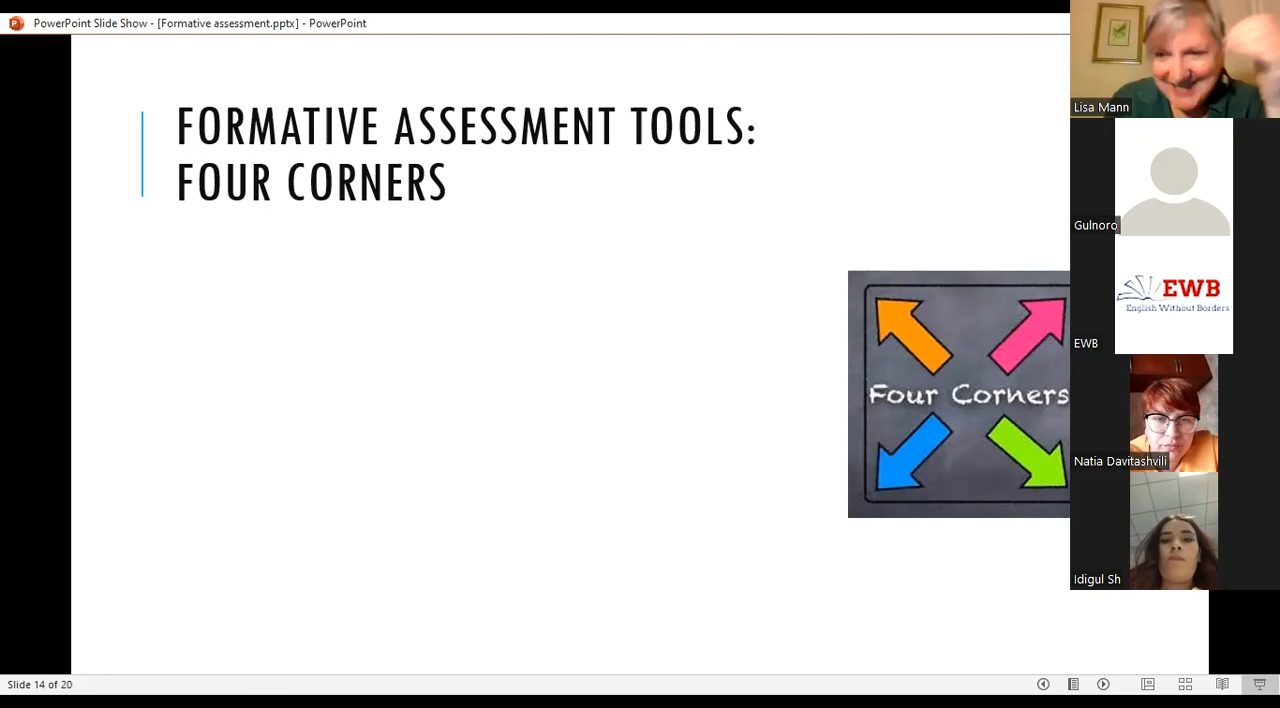 PowerPoint Slide Show - [Formative assessment.pptx] - PowerPoint
FORMATIVE ASSESSMENT TOOLS:
FOUR CORNERS
Four Corners
Lisa Mann
Gulnoro
EWB
English Without Borders
EWB
Natia Davitashvili
Idigul Sh
Slide 14 of 20